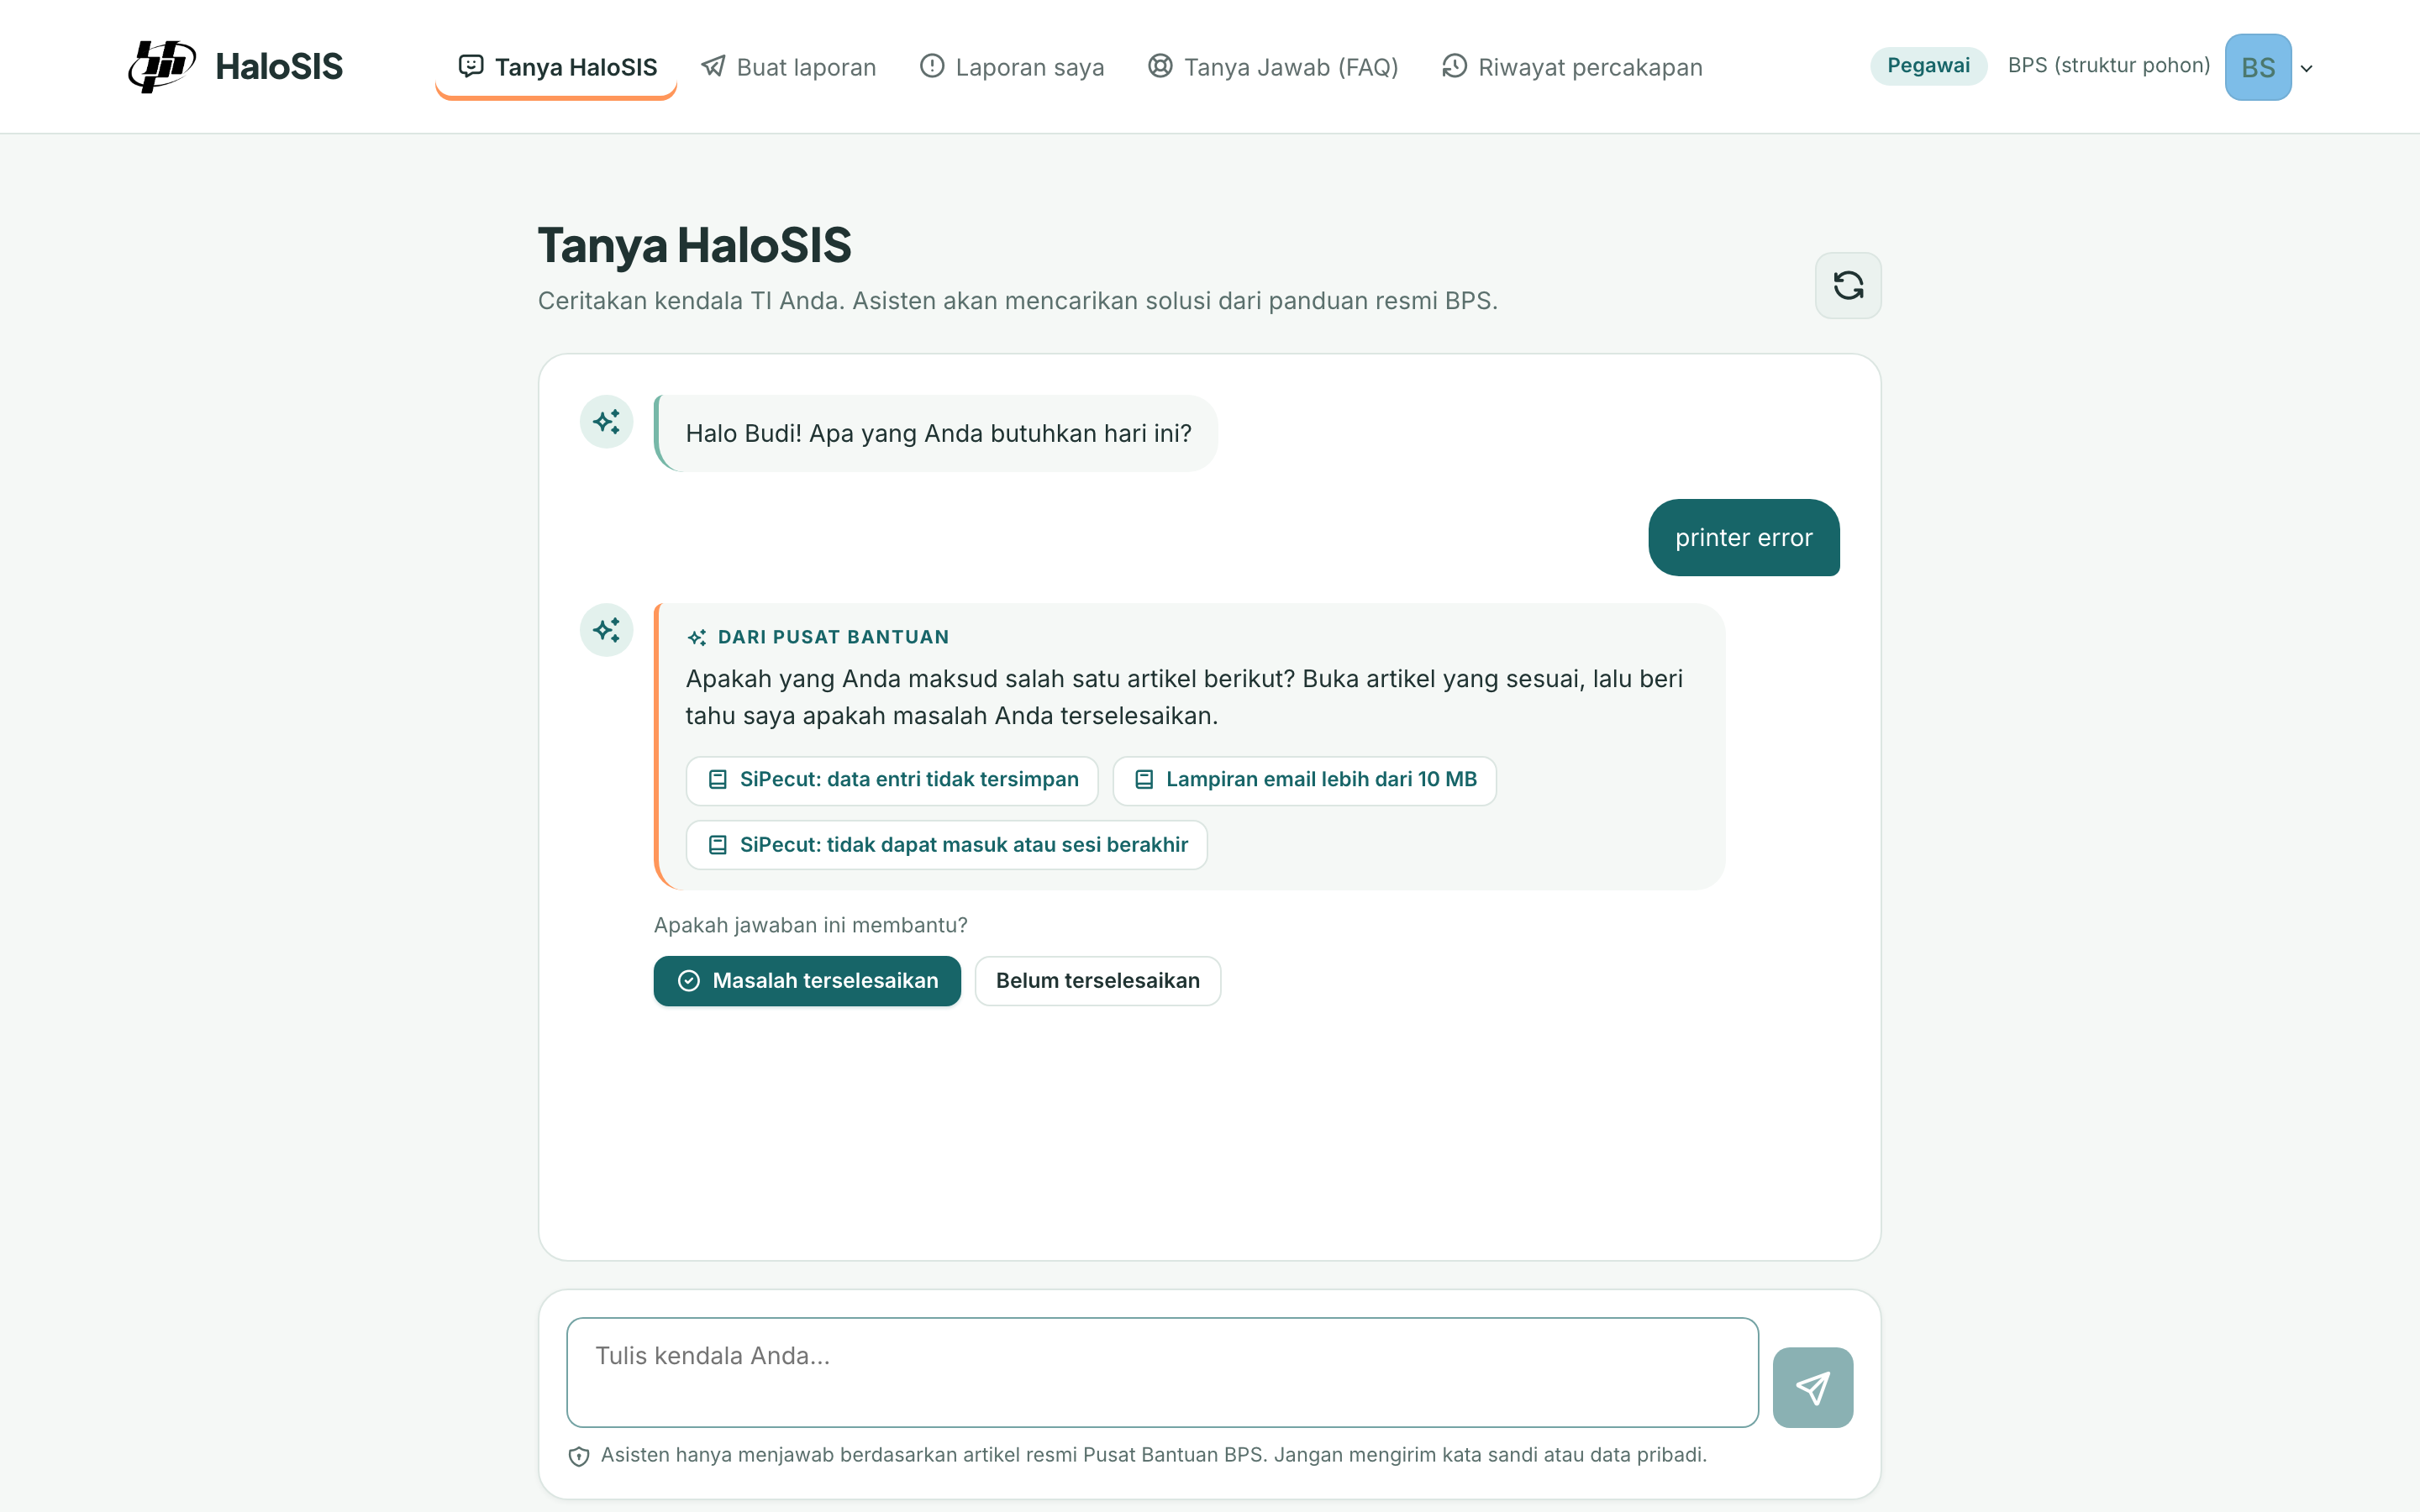 HaloSIS
Tanya HaloSIS
Buat laporan
Laporan saya
Tanya Jawab (FAQ)
Riwayat percakapan
Pegawai
BPS (struktur pohon)
BS
Tanya HaloSIS
Ceritakan kendala TI Anda. Asisten akan mencarikan solusi dari panduan resmi BPS.
Halo Budi! Apa yang Anda butuhkan hari ini?
printer error
DARI PUSAT BANTUAN
Apakah yang Anda maksud salah satu artikel berikut? Buka artikel yang sesuai, lalu beri
tahu saya apakah masalah Anda terselesaikan.
SiPecut: data entri tidak tersimpan
Lampiran email lebih dari 10 MB
SiPecut: tidak dapat masuk atau sesi berakhir
Apakah jawaban ini membantu?
Masalah terselesaikan
Belum terselesaikan
Tulis kendala Anda...
Asisten hanya menjawab berdasarkan artikel resmi Pusat Bantuan BPS. Jangan mengirim kata sandi atau data pribadi.